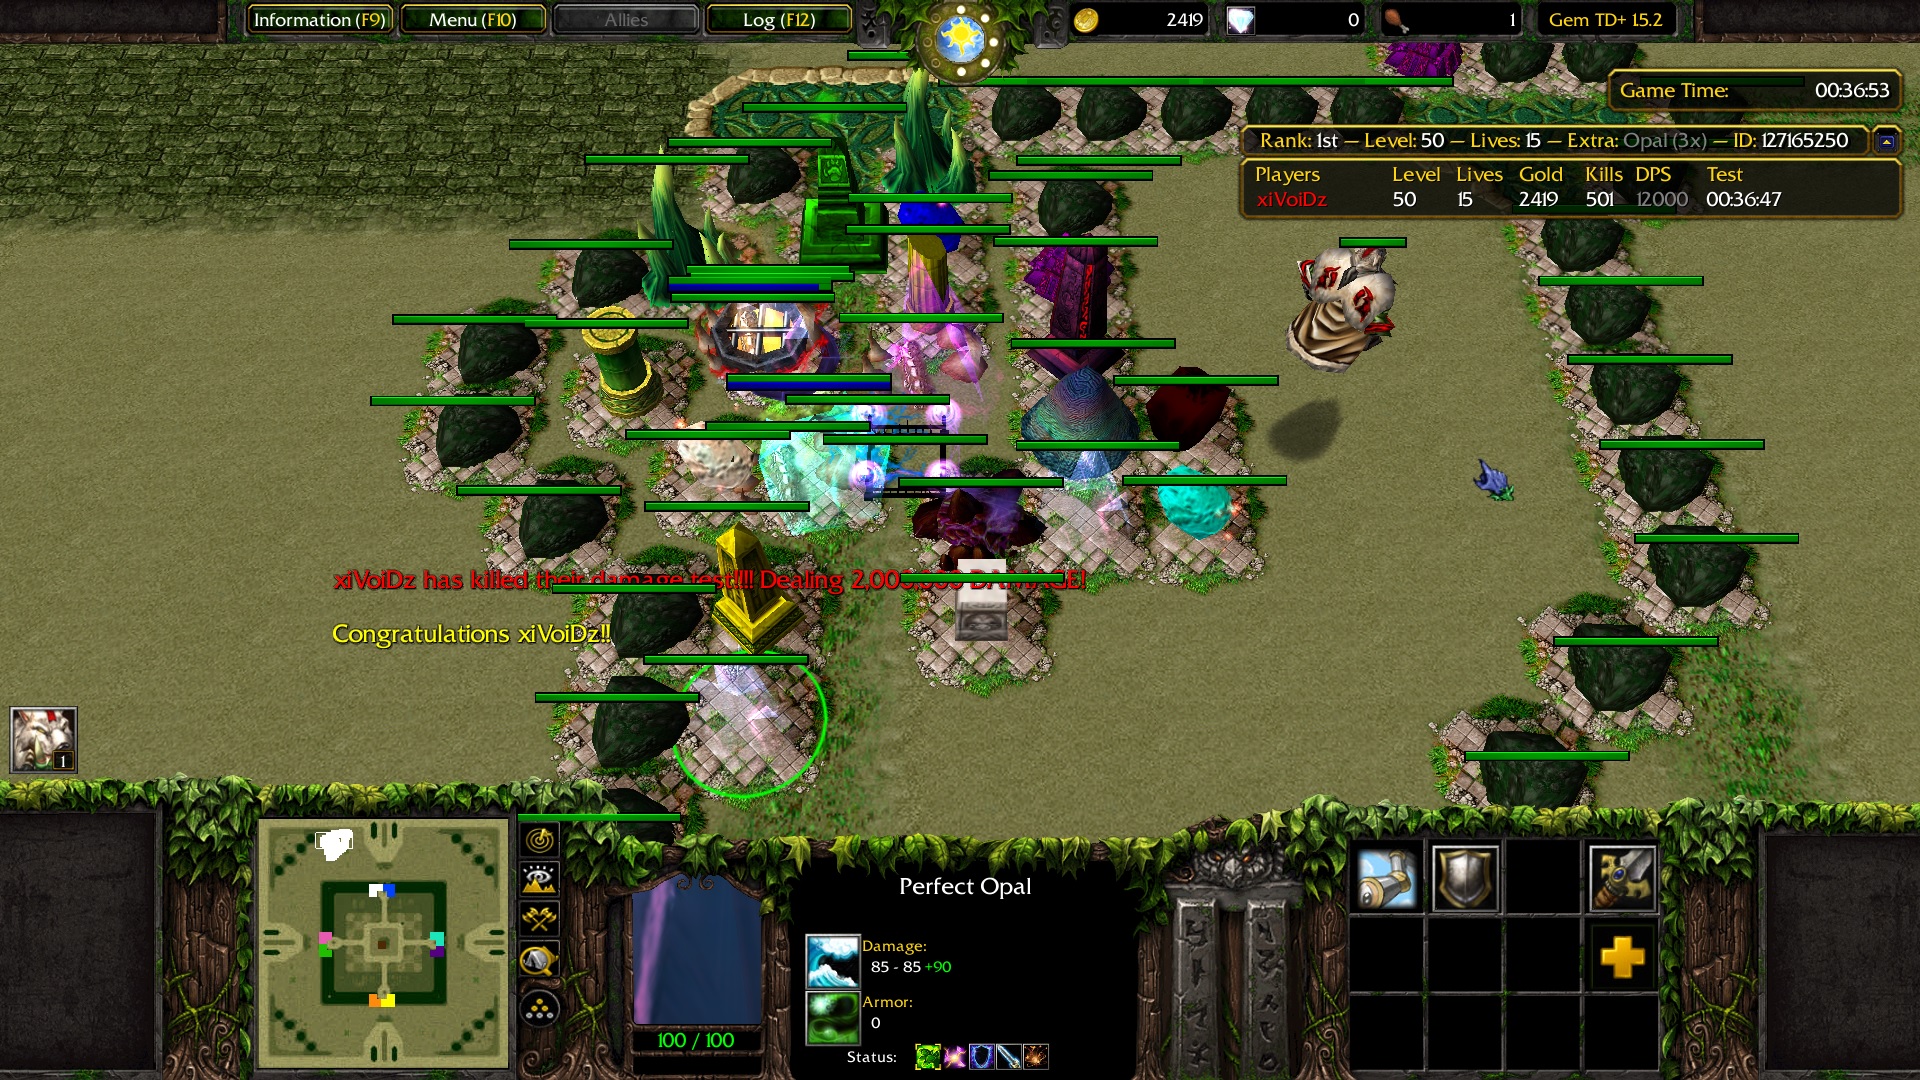 Information (F9) Menu (F10) Allies Log (F12) 2419 0 1 Gem TD+ 15.2
Game Time: 00:36:53
Rank: 1st – Level: 50 – Lives: 15 – Extra: Opal (3x) – ID: 127165250
Players Level Lives Gold Kills DPS Test
xiVoiDz 50 15 2419 501 12000 00:36:47
xiVoiDz has killed their damage test!!!! Dealing
Congratulations xiVoiDz!!
1
Perfect Opal
Damage:
85 - 85 +90
Armor:
0
100 / 100
Status: